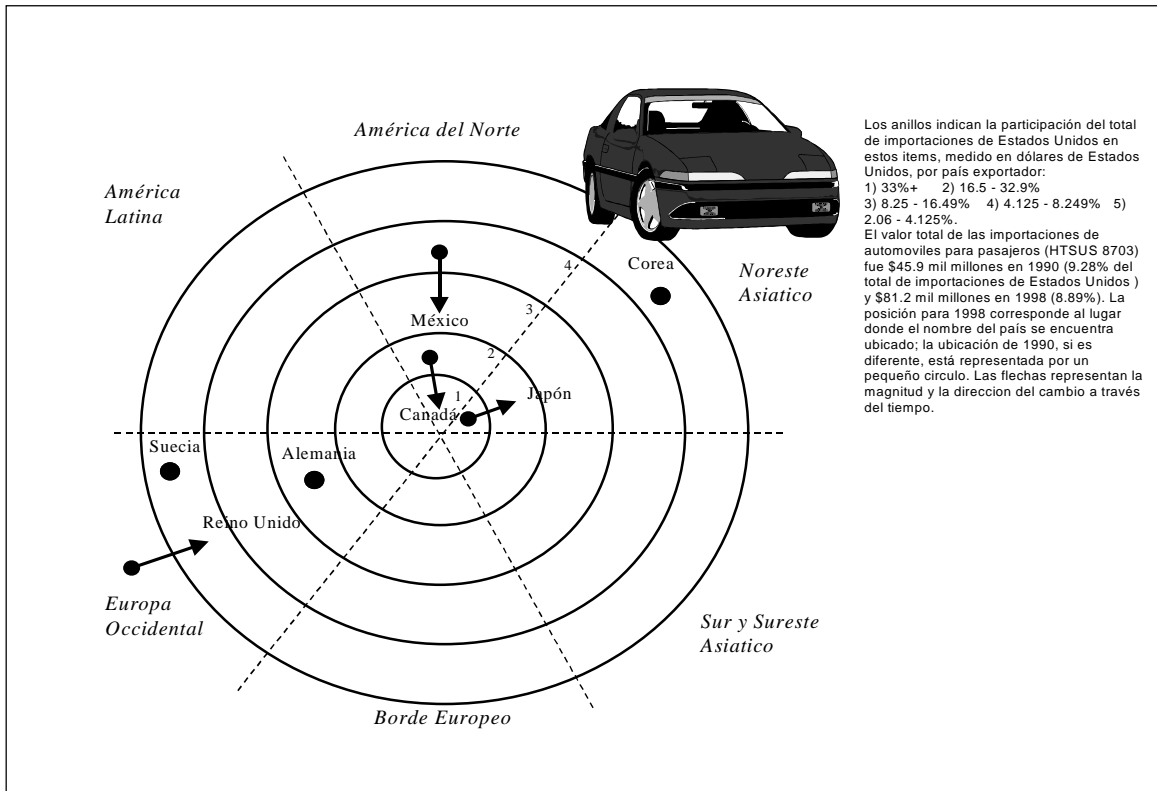 América del Norte
América
Latina
Noreste
Asiatico
Corea
México
Japón
Canadá
Suecia
Alemania
Reino Unido
Europa
Occidental
Sur y Sureste
Asiatico
Borde Europeo
4
3
2
1
Los anillos indican la participación del total
de importaciones de Estados Unidos en
estos items, medido en dólares de Estados
Unidos, por país exportador:
1) 33%+ 2) 16.5 - 32.9%
3) 8.25 - 16.49% 4) 4.125 - 8.249% 5)
2.06 - 4.125%.
El valor total de las importaciones de
automoviles para pasajeros (HTSUS 8703)
fue $45.9 mil millones en 1990 (9.28% del
total de importaciones de Estados Unidos )
y $81.2 mil millones en 1998 (8.89%). La
posición para 1998 corresponde al lugar
donde el nombre del país se encuentra
ubicado; la ubicación de 1990, si es
diferente, está representada por un
pequeño circulo. Las flechas representan la
magnitud y la direccion del cambio a través
del tiempo.